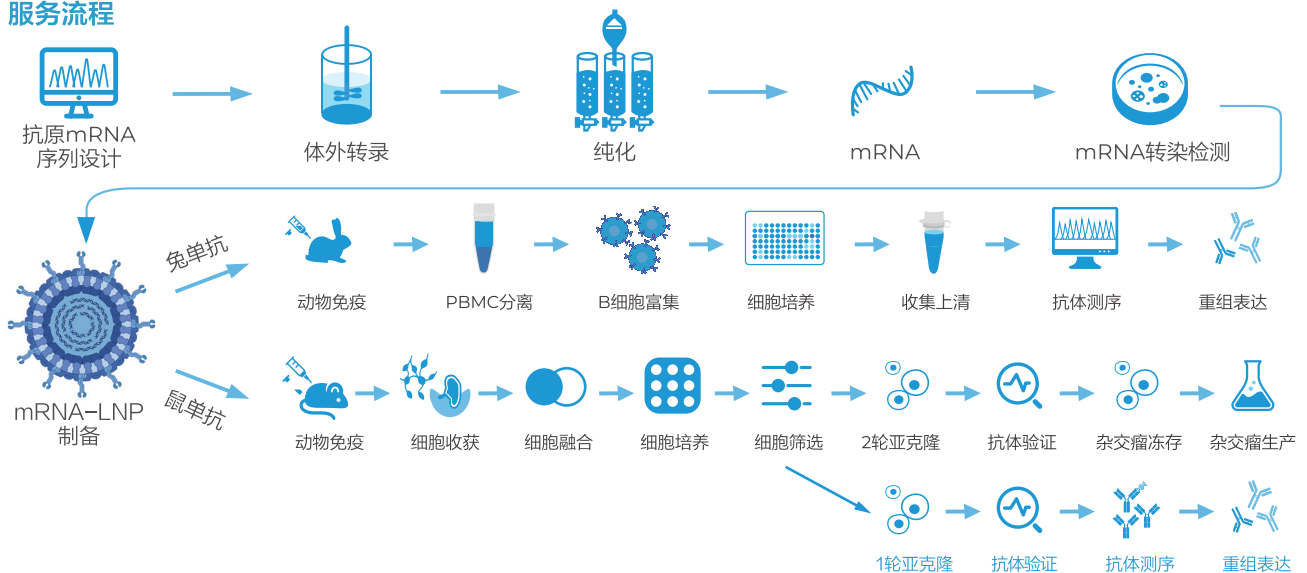 服务流程
抗原mRNA
序列设计
体外转录
纯化
mRNA
mRNA转染检测
兔单抗
动物免疫
PBMC分离
B细胞富集
细胞培养
收集上清
抗体测序
重组表达
mRNA-LNP
制备
鼠单抗
动物免疫
细胞收获
细胞融合
细胞培养
细胞筛选
2轮亚克隆
抗体验证
杂交瘤冻存
杂交瘤生产
1轮亚克隆
抗体验证
抗体测序
重组表达